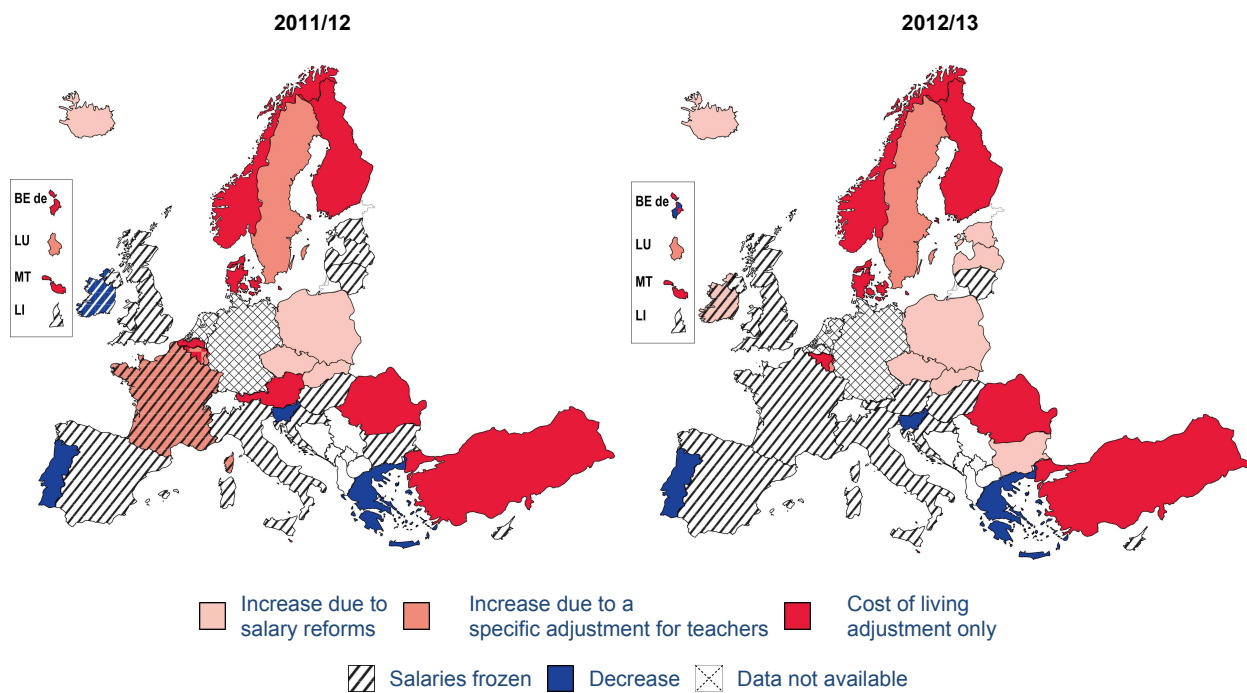 2011/12
2012/13
BE de
LU
MT
LI
BE de
LU
MT
LI
Increase due to
salary reforms
Increase due to a
specific adjustment for teachers
Cost of living
adjustment only
Salaries frozen
Decrease
Data not available